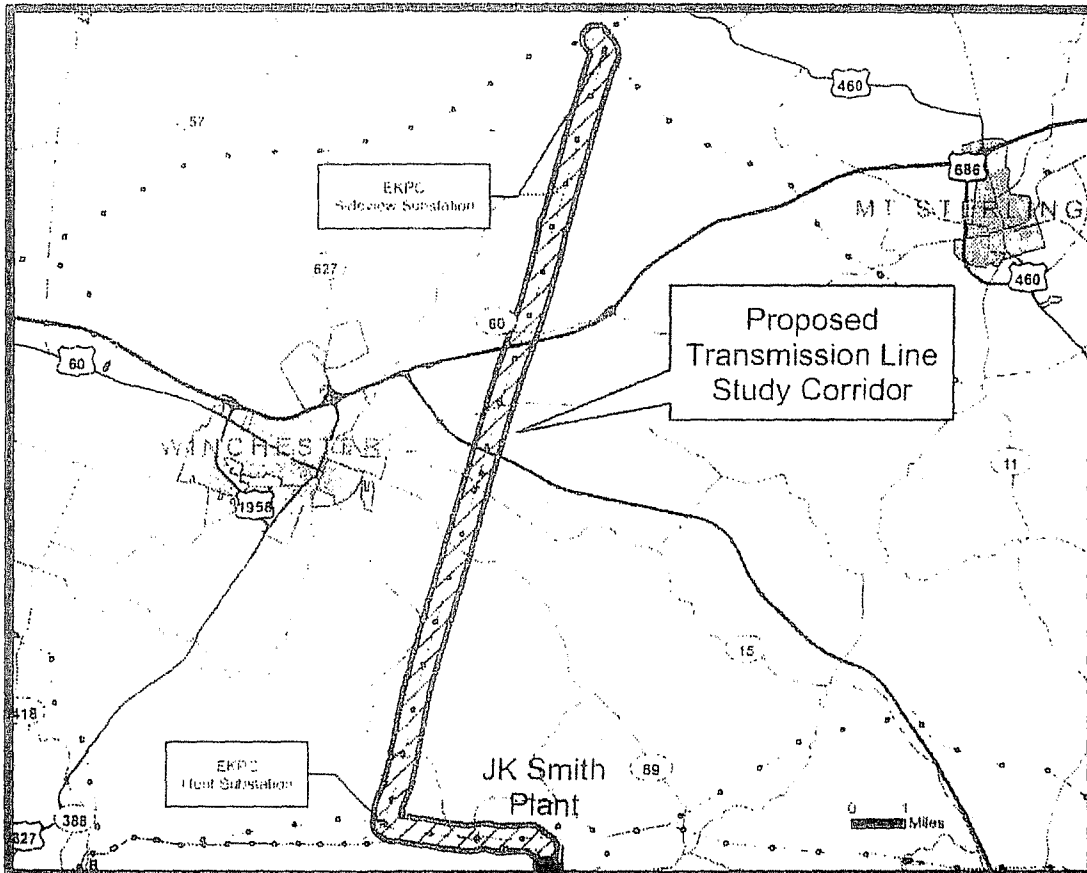 460
57
686
EKPC
Sideview Substation
MT STERLING
627
460
60
Proposed
Transmission Line
Study Corridor
60
WINCHESTER
11
1958
15
418
EKPC
Hunt Substation
JK Smith
Plant
89
0 1
Miles
388
627